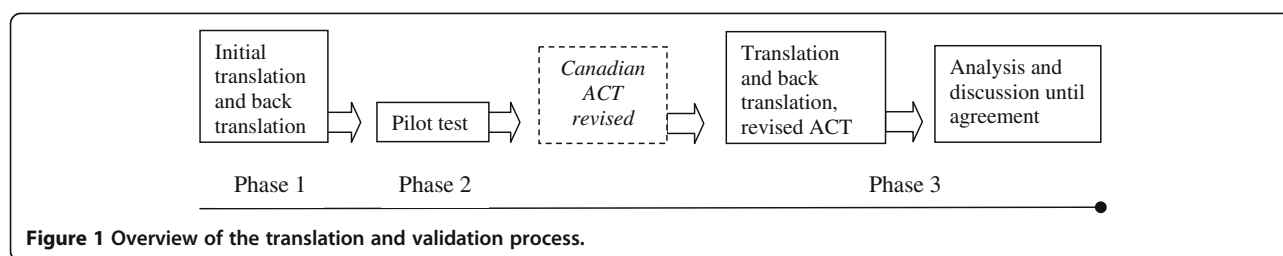 Initial
translation
and back
translation
Pilot test
Canadian
ACT
revised
Translation
and back
translation,
revised ACT
Analysis and
discussion until
agreement
Phase 1
Phase 2
Phase 3
Figure 1 Overview of the translation and validation process.